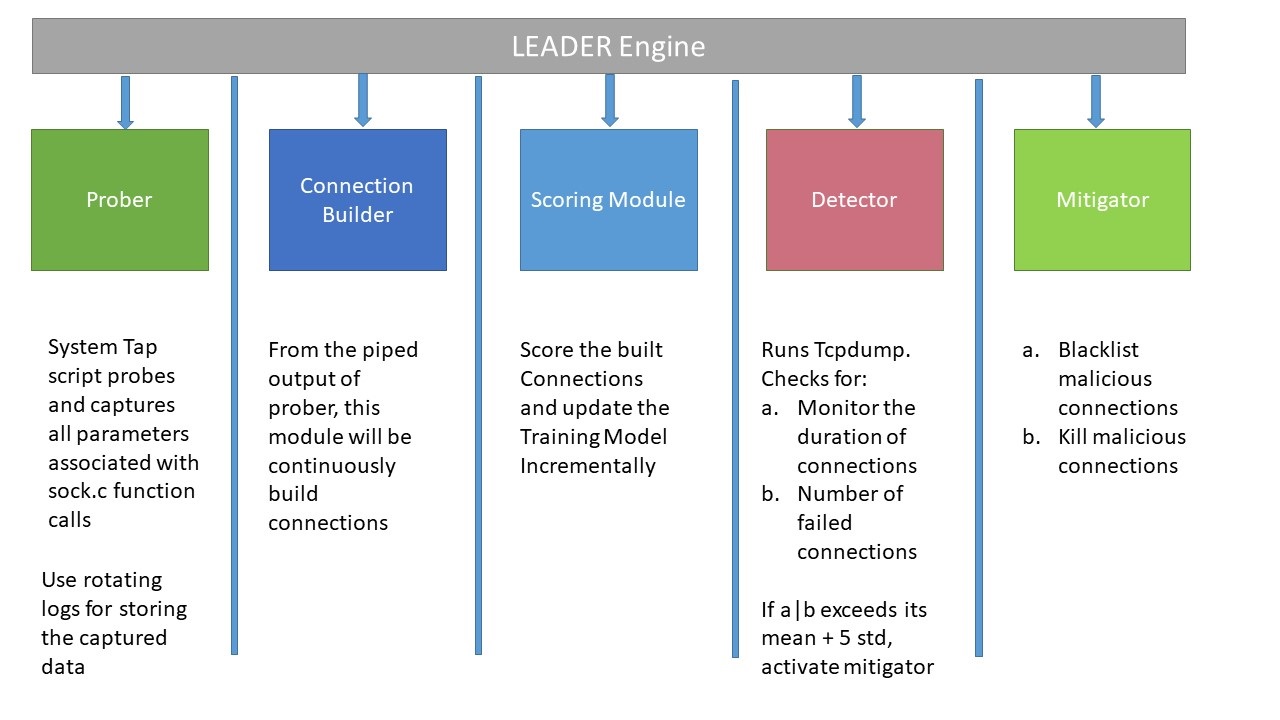 LEADER Engine
Prober
Connection
Builder
Scoring Module
Detector
Mitigator
System Tap
script probes
and captures
all parameters
associated with
sock.c function
calls
Use rotating
logs for storing
the captured
data
From the piped
output of
prober, this
module will be
continuously
build
connections
Score the built
Connections
and update the
Training Model
Incrementally
Runs Tcpdump.
Checks for:
a. Monitor the
duration of
connections
b. Number of
failed
connections
If a|b exceeds its
mean + 5 std,
activate mitigator
a. Blacklist
malicious
connections
b. Kill malicious
connections